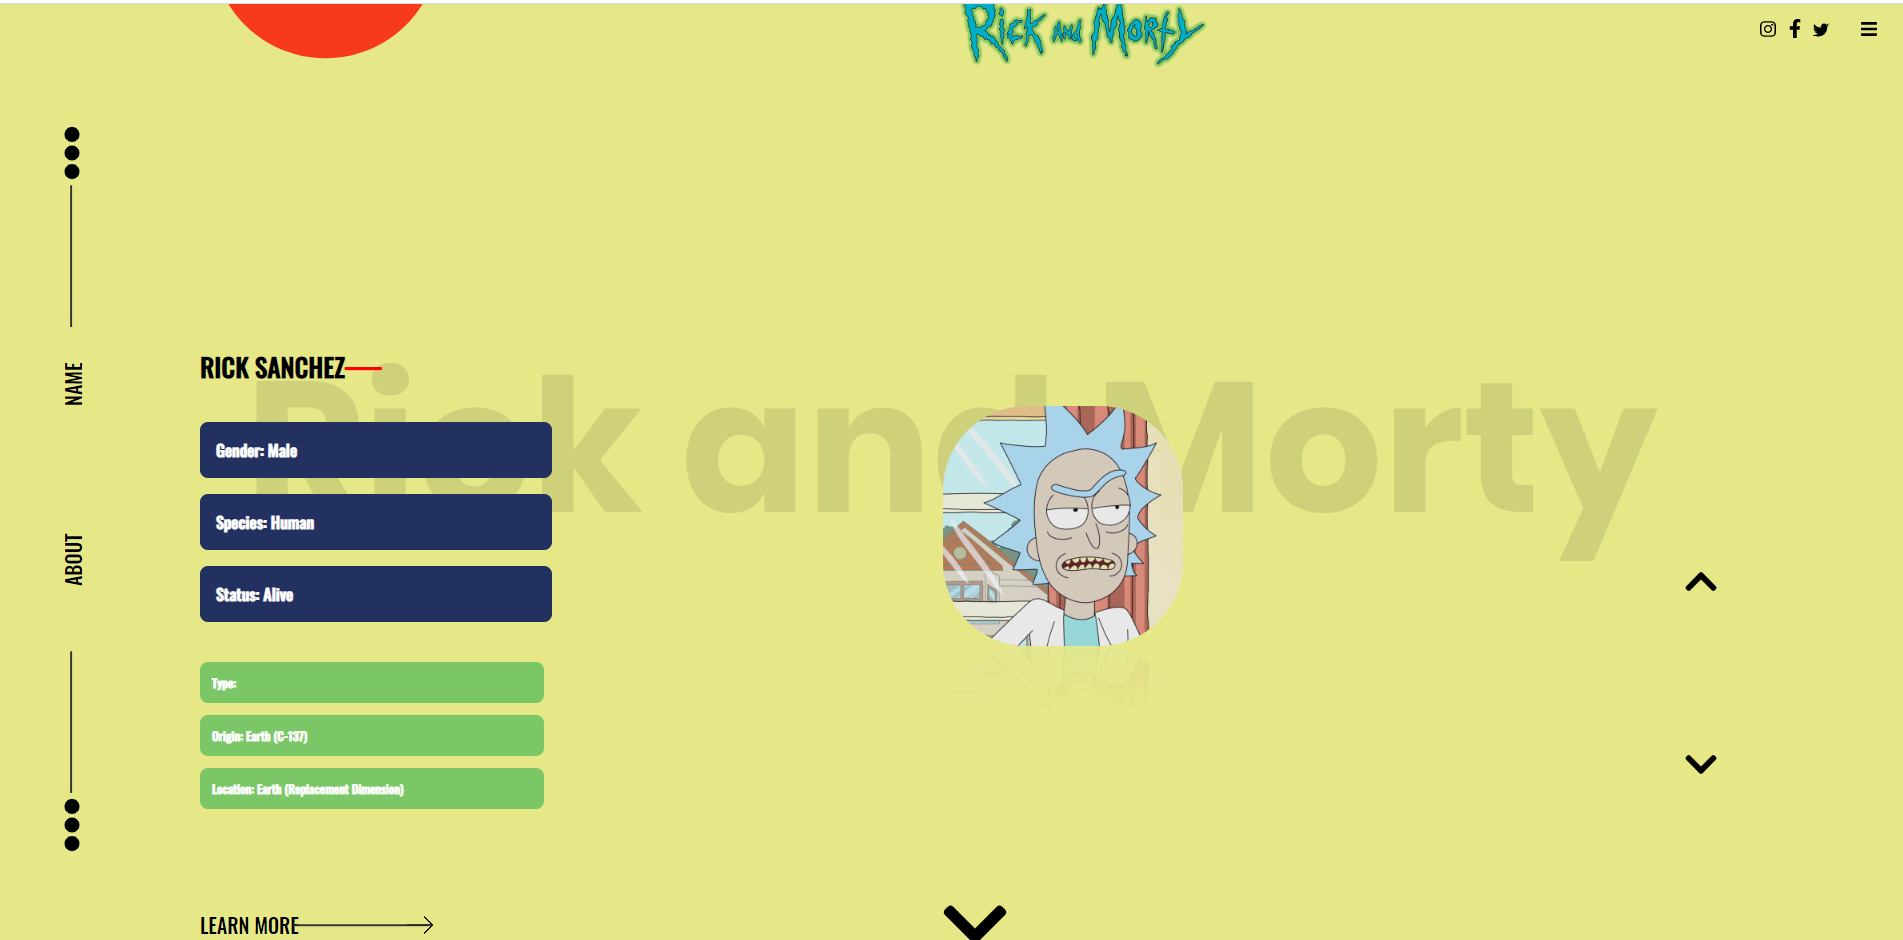 Rick and Morty
NAME
ABOUT
RICK SANCHEZ
Rick and Morty
Gender: Male
Species: Human
Status: Alive
Type:
Origin: Earth (C-137)
Location: Earth (Replacement Dimension)
LEARN MORE